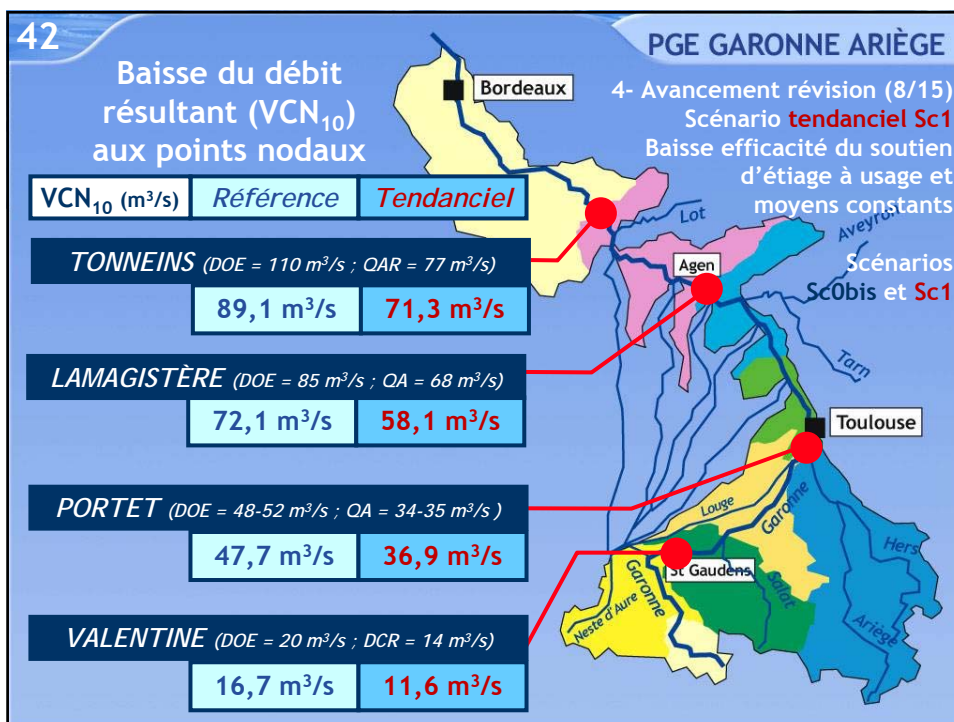 42
PGE GARONNE ARIÈGE
Baisse du débit
résultant (VCN10)
aux points nodaux
4- Avancement révision (8/15)
Scénario tendanciel Sc1
Baisse efficacité du soutien
d'étiage à usage et
moyens constants
Scénarios
Sc0bis et Sc1
VCN10 (m³/s) Référence Tendanciel
TONNEINS (DOE = 110 m³/s ; QAR = 77 m³/s)
89,1 m³/s 71,3 m³/s
LAMAGISTÈRE (DOE = 85 m³/s ; QA = 68 m³/s)
72,1 m³/s 58,1 m³/s
PORTET (DOE = 48-52 m³/s ; QA = 34-35 m³/s )
47,7 m³/s 36,9 m³/s
VALENTINE (DOE = 20 m³/s ; DCR = 14 m³/s)
16,7 m³/s 11,6 m³/s
Bordeaux
Lot
Aveyron
Agen
Tarn
Toulouse
Louge
Garonne
Hers
St Gaudens
Salat
Garonne
Neste d'Aure
Ariège